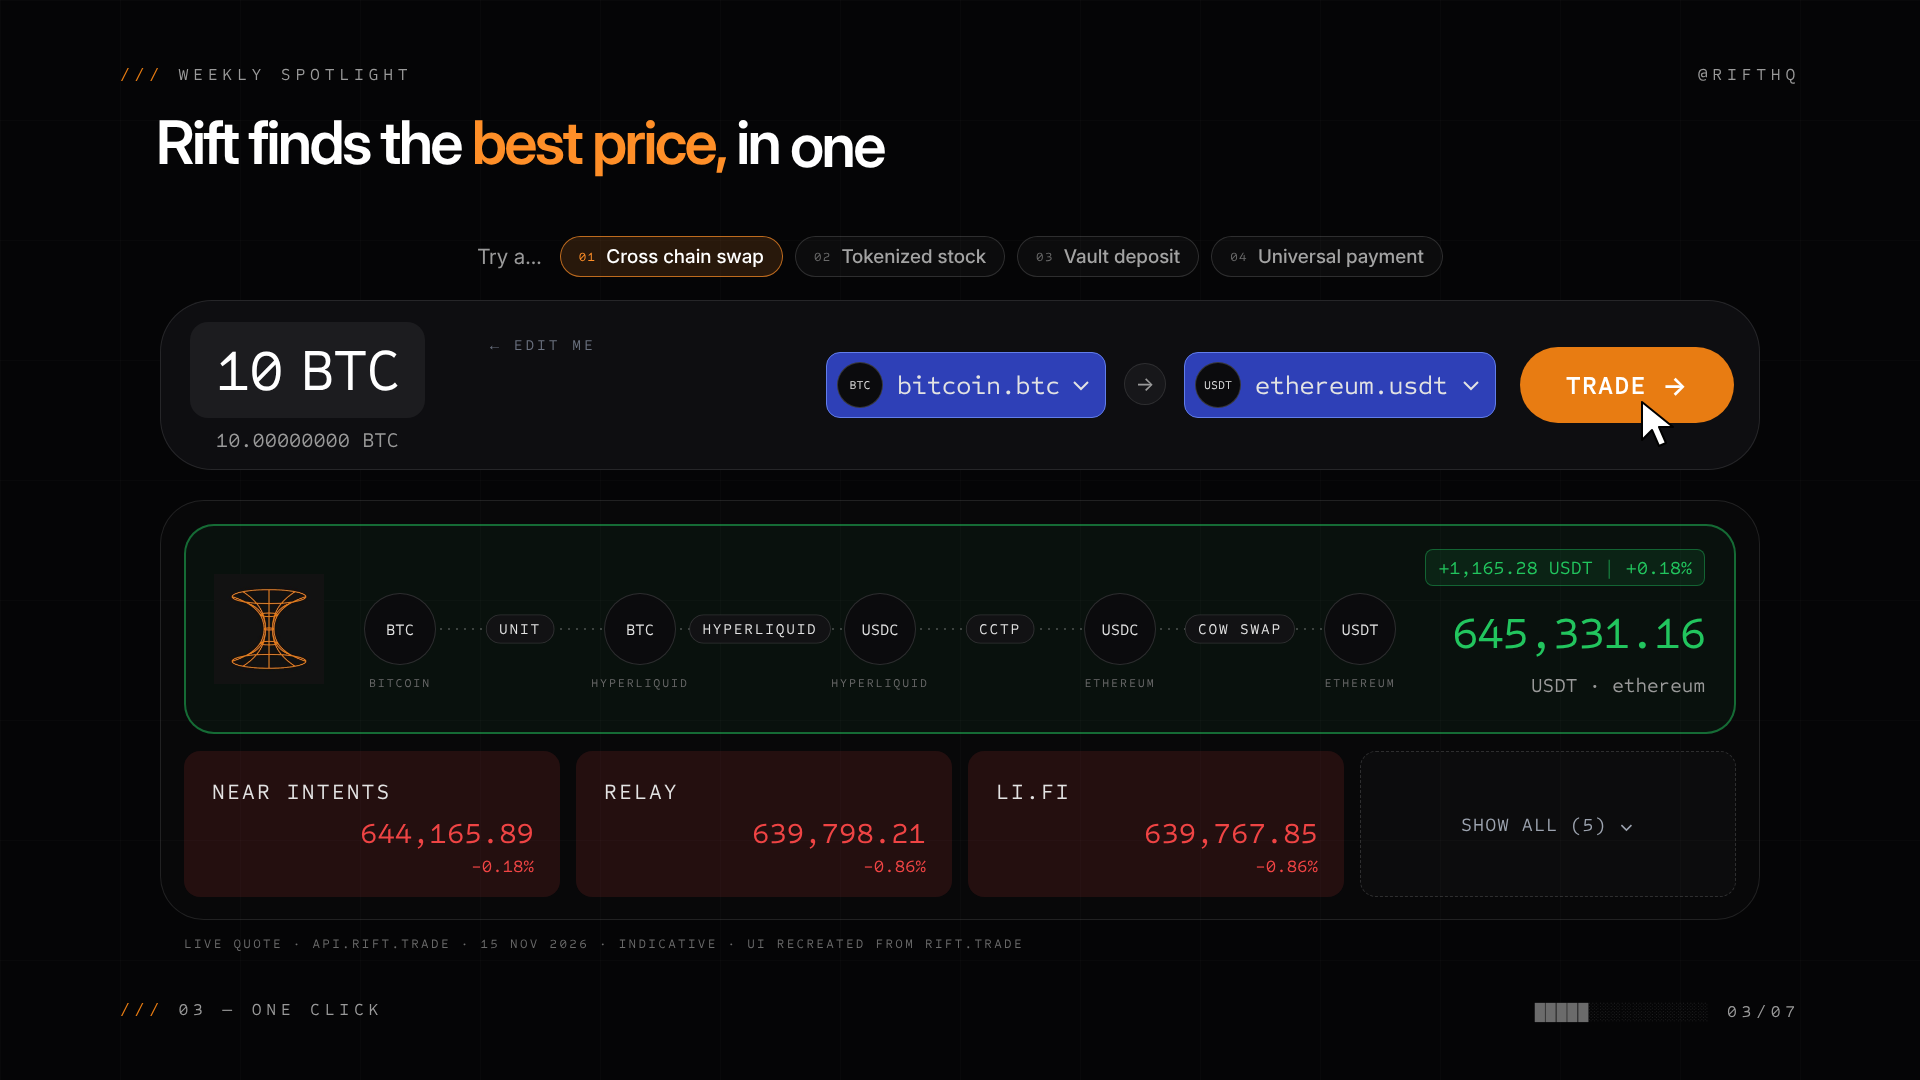 /// WEEKLY SPOTLIGHT
@RIFTHQ
Rift finds the best price, in one
Try a... 01 Cross chain swap 02 Tokenized stock 03 Vault deposit 04 Universal payment
10 BTC
← EDIT ME
BTC bitcoin.btc → USDT ethereum.usdt TRADE →
10.00000000 BTC
+1,165.28 USDT | +0.18%
BTC UNIT BTC HYPERLIQUID USDC CCTP USDC COW SWAP USDT
645,331.16
BITCOIN HYPERLIQUID HYPERLIQUID ETHEREUM ETHEREUM
USDT · ethereum
NEAR INTENTS
644,165.89
-0.18%
RELAY
639,798.21
-0.86%
LI.FI
639,767.85
-0.86%
SHOW ALL (5)
LIVE QUOTE · API.RIFT.TRADE · 15 NOV 2026 · INDICATIVE · UI RECREATED FROM RIFT.TRADE
/// 03 — ONE CLICK
03/07